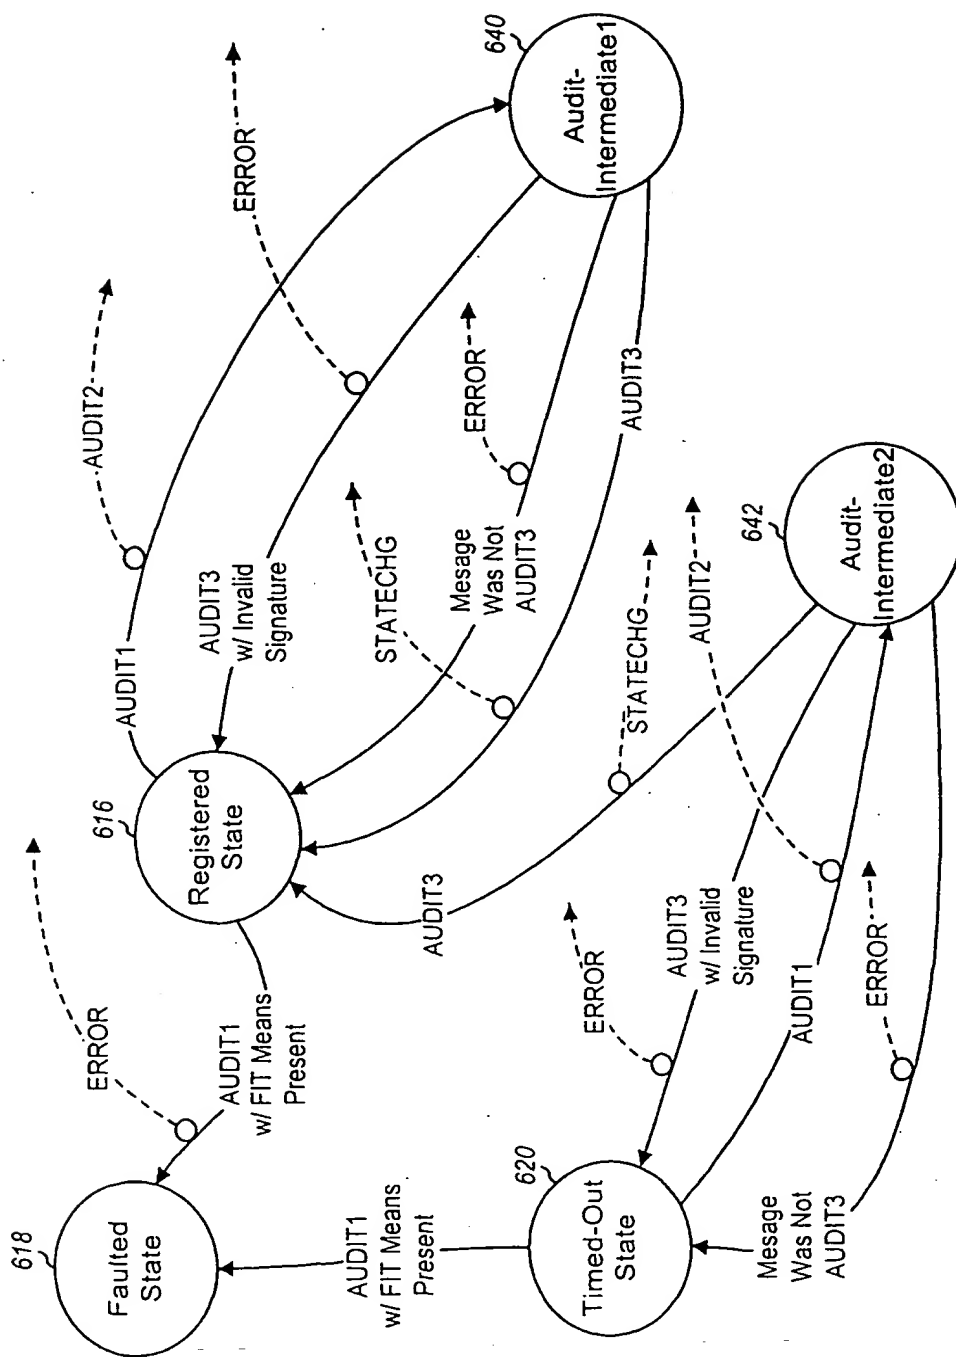 618
Faulted
State
ERROR
AUDIT1
w/ FIT Means
Present
616
Registered
State
AUDIT1
AUDIT2
AUDIT3
w/ Invalid
Signature
ERROR
640
Audit-
Intermediate1
STATECHG
Mesage
Was Not
AUDIT3
ERROR
AUDIT3
AUDIT1
w/ FIT Means
Present
620
Timed-Out
State
ERROR
AUDIT3
STATECHG
AUDIT3
w/ Invalid
Signature
AUDIT2
642
Audit-
Intermediate2
AUDIT1
Mesage
Was Not
AUDIT3
ERROR